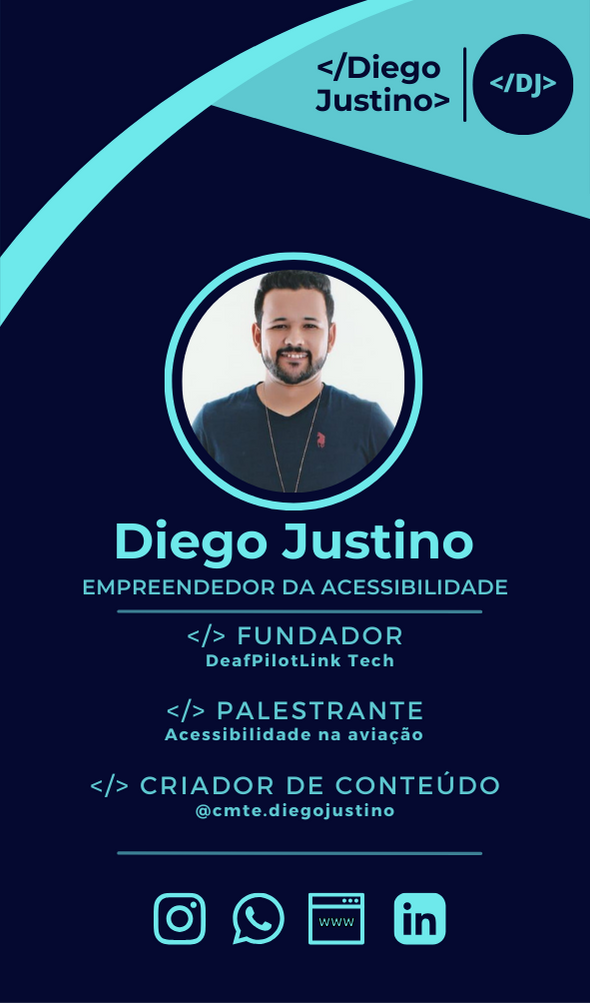 </Diego
Justino>
</DJ>
Diego Justino
EMPREENDEDOR DA ACESSIBILIDADE
</> FUNDADOR
DeafPilotLink Tech
</> PALESTRANTE
Acessibilidade na aviação
</> CRIADOR DE CONTEÚDO
@cmte.diegojustino
www
in